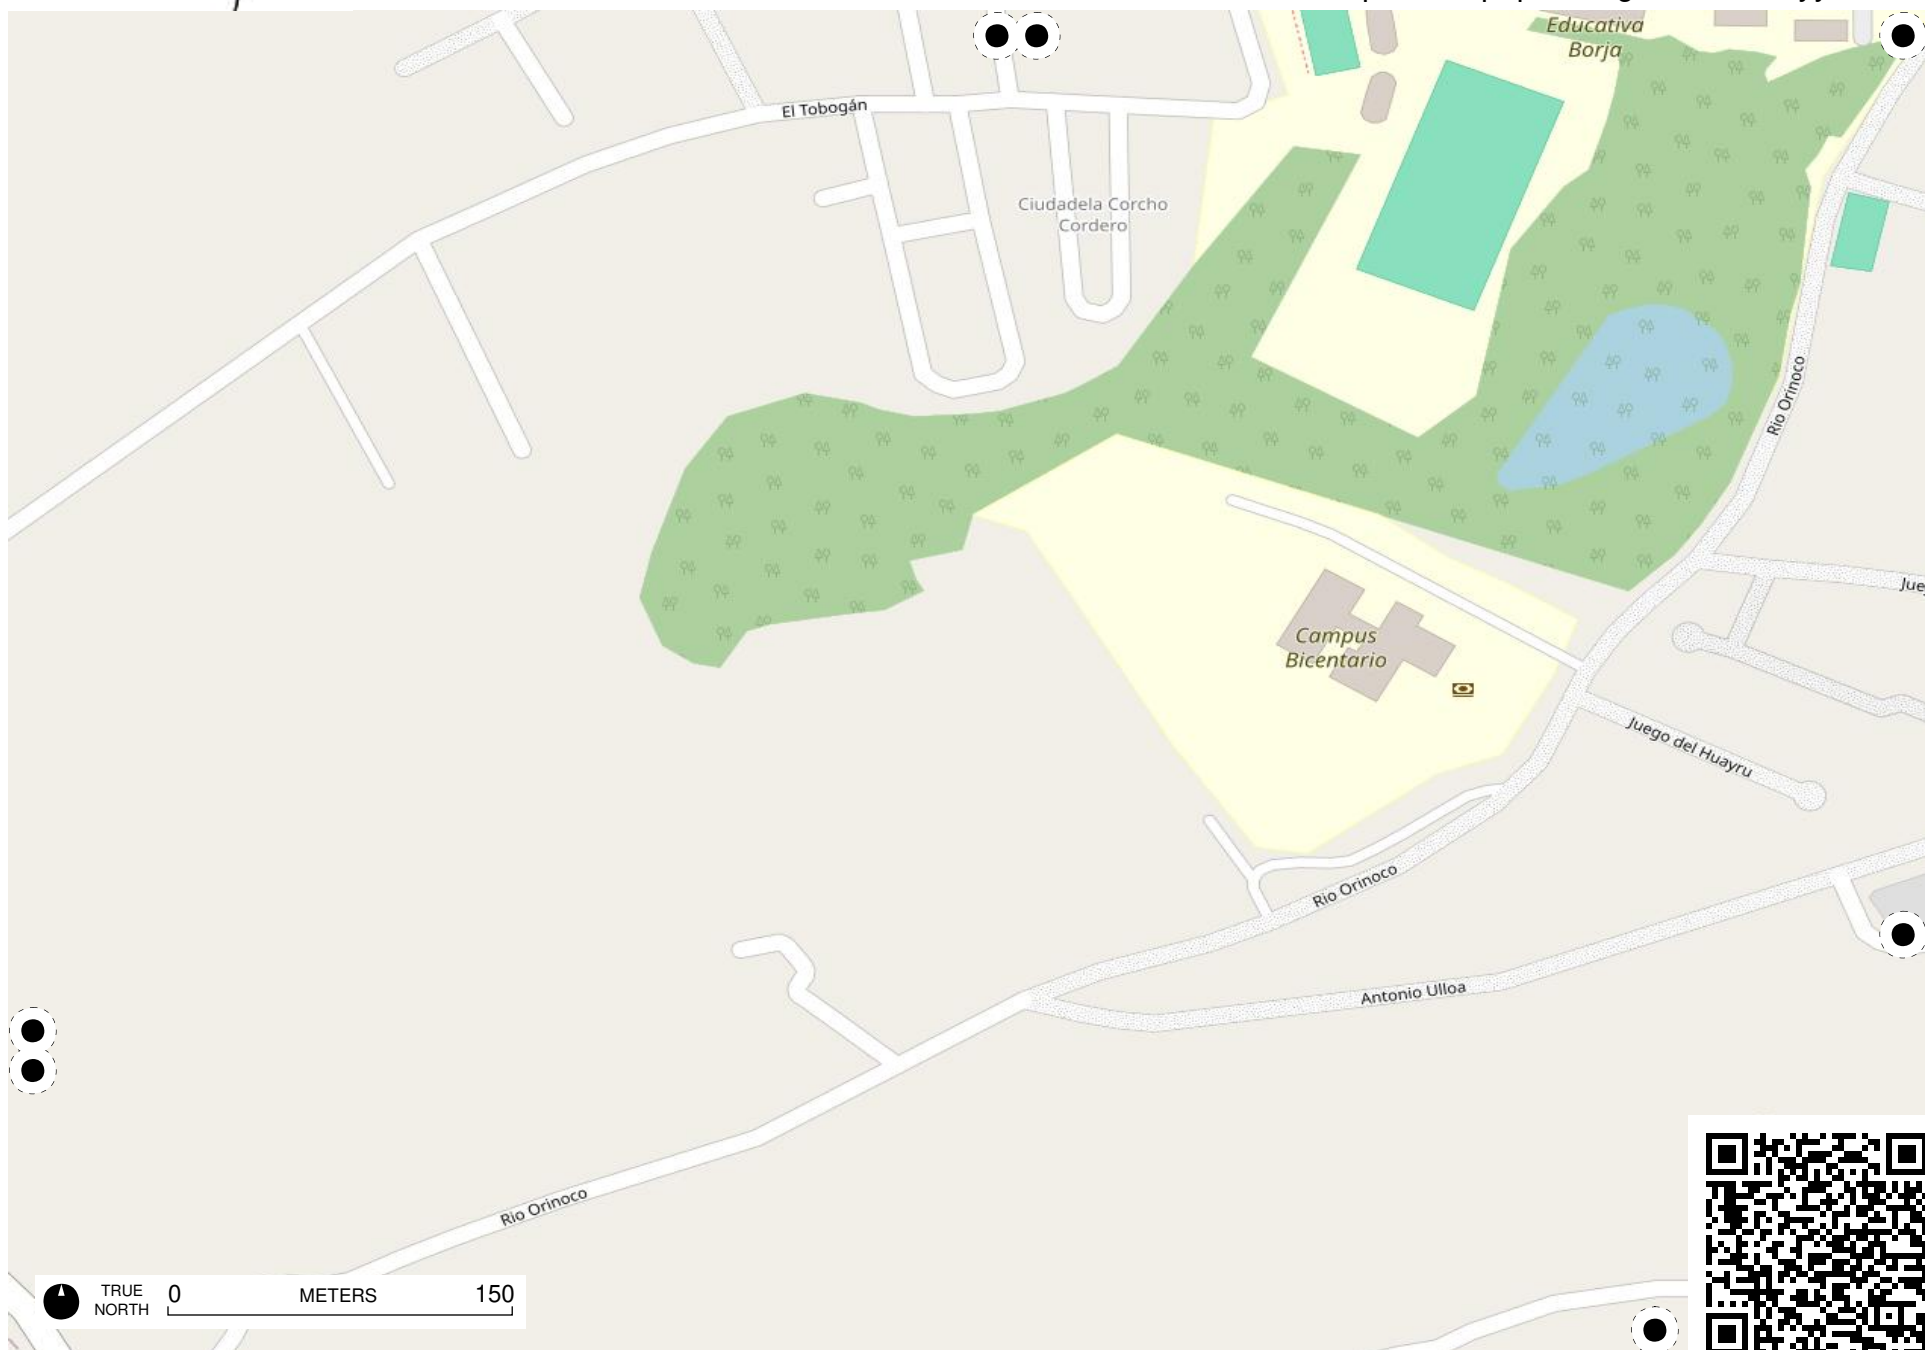 Educativa
Borja
El Tobogán
Ciudadela Corcho
Cordero
Rio Orinoco
Campus
Bicentario
Juego del Huayru
Rio Orinoco
Antonio Ulloa
Rio Orinoco
TRUE
NORTH
0 METERS 150